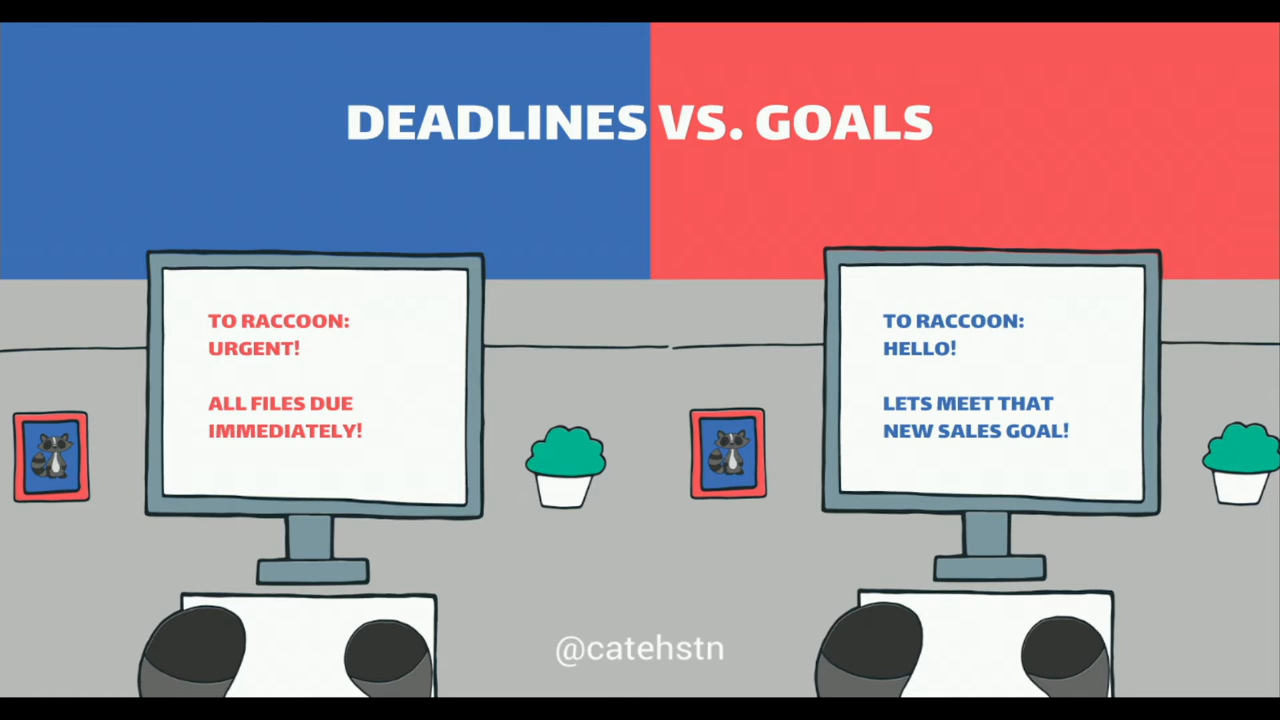 DEADLINES VS. GOALS
TO RACCOON:
URGENT!
ALL FILES DUE
IMMEDIATELY!
TO RACCOON:
HELLO!
LETS MEET THAT
NEW SALES GOAL!
@catehstn